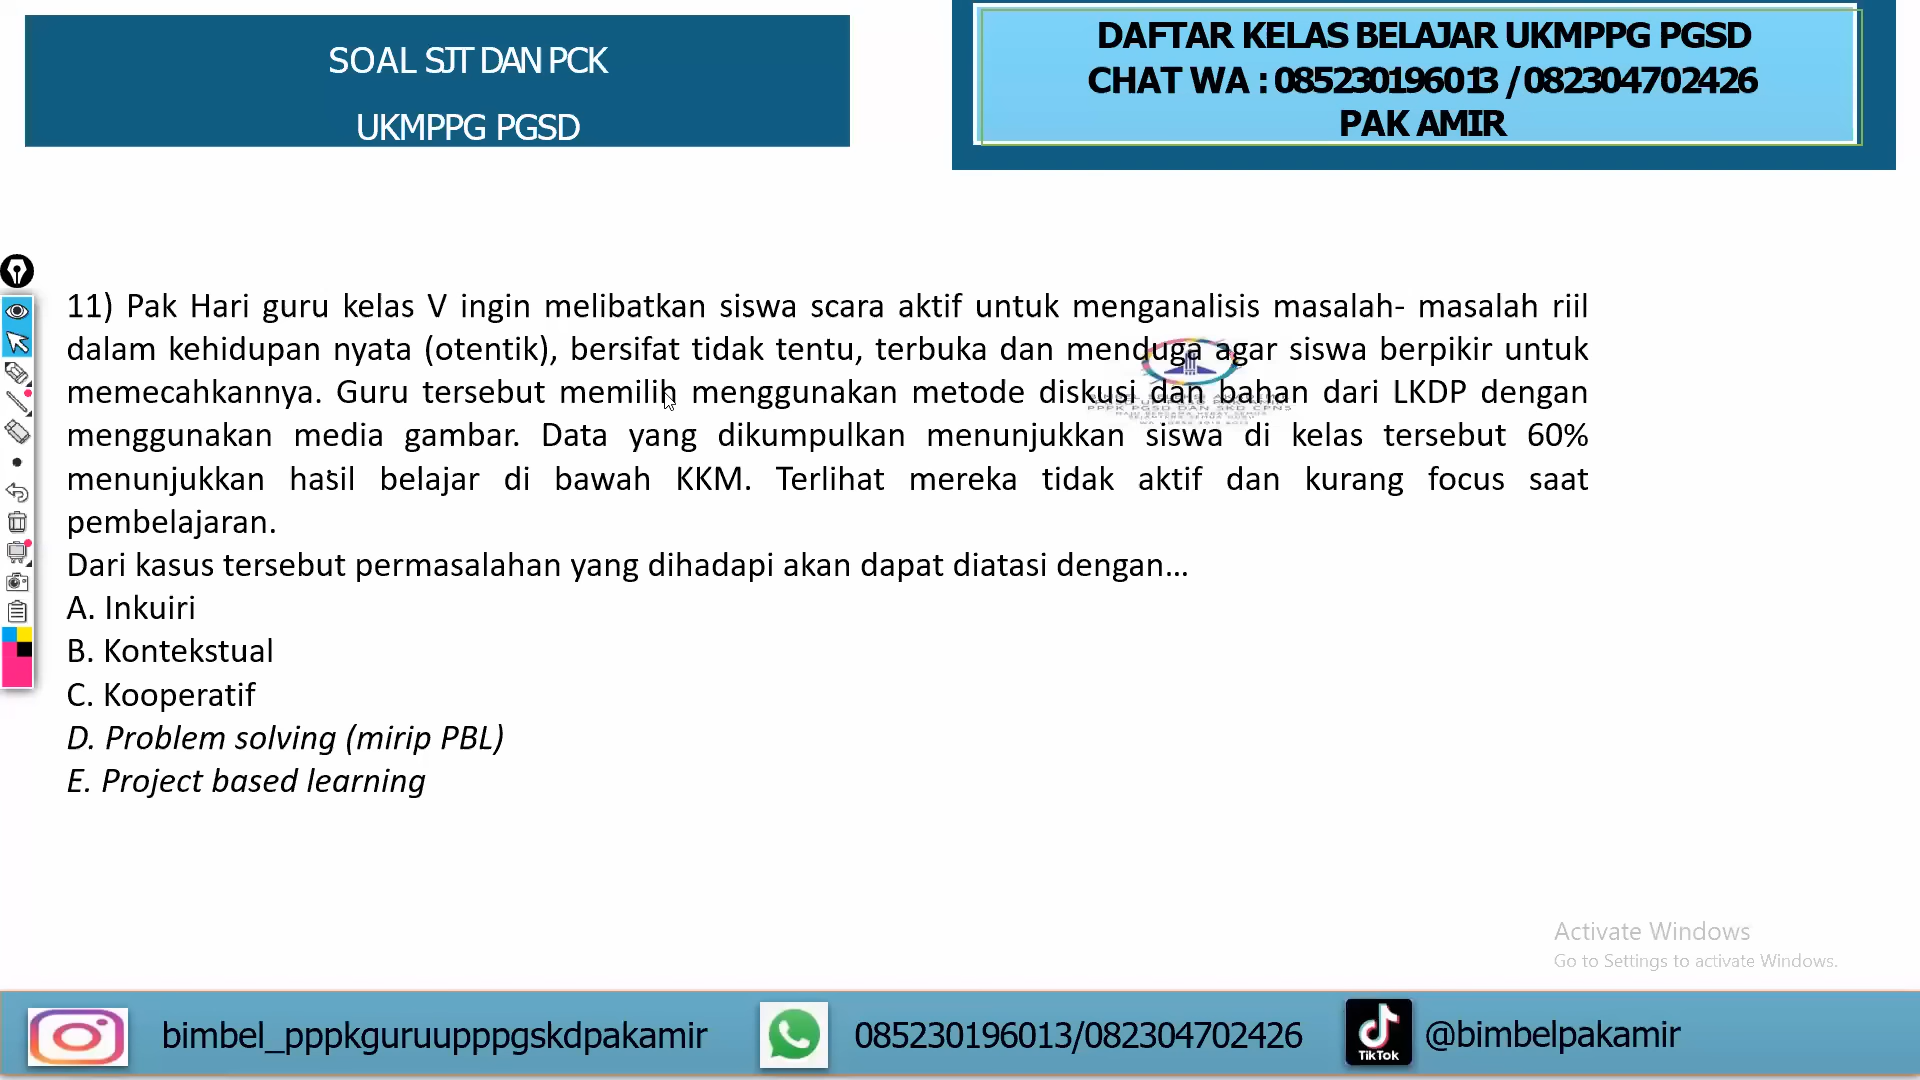 SOAL SJT DAN PCK
UKMPPG PGSD
DAFTAR KELAS BELAJAR UKMPPG PGSD
CHAT WA : 085230196013 / 082304702426
PAK AMIR
11) Pak Hari guru kelas V ingin melibatkan siswa scara aktif untuk menganalisis masalah- masalah riil
dalam kehidupan nyata (otentik), bersifat tidak tentu, terbuka dan menduga agar siswa berpikir untuk
memecahkannya. Guru tersebut memilih menggunakan metode diskusi dan bahan dari LKDP dengan
menggunakan media gambar. Data yang dikumpulkan menunjukkan siswa di kelas tersebut 60%
menunjukkan hasil belajar di bawah KKM. Terlihat mereka tidak aktif dan kurang focus saat
pembelajaran.
Dari kasus tersebut permasalahan yang dihadapi akan dapat diatasi dengan...
A. Inkuiri
B. Kontekstual
C. Kooperatif
D. Problem solving (mirip PBL)
E. Project based learning
PPPK PGSD DAN SKD CPNS
Activate Windows
Go to Settings to activate Windows.
bimbel_pppkguruupppgskdpakamir
085230196013/082304702426
TikTok
@bimbelpakamir